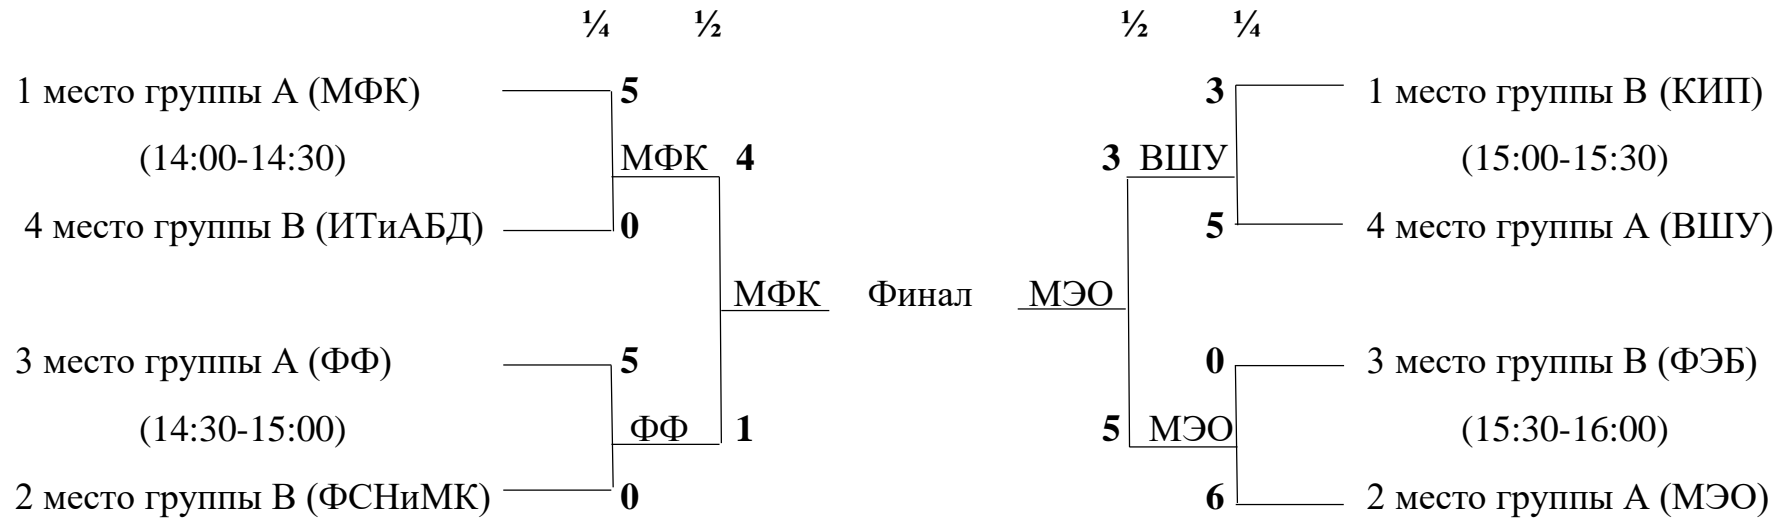 ¼ ½ ½ ¼
1 место группы А (МФК) 5 3 1 место группы В (КИП)
(14:00-14:30) МФК 4 3 ВШУ (15:00-15:30)
4 место группы В (ИТиАБД) 0 5 4 место группы А (ВШУ)
МФК Финал МЭО
3 место группы А (ФФ) 5 0 3 место группы В (ФЭБ)
(14:30-15:00) ФФ 1 5 МЭО (15:30-16:00)
2 место группы В (ФСНиМК) 0 6 2 место группы А (МЭО)